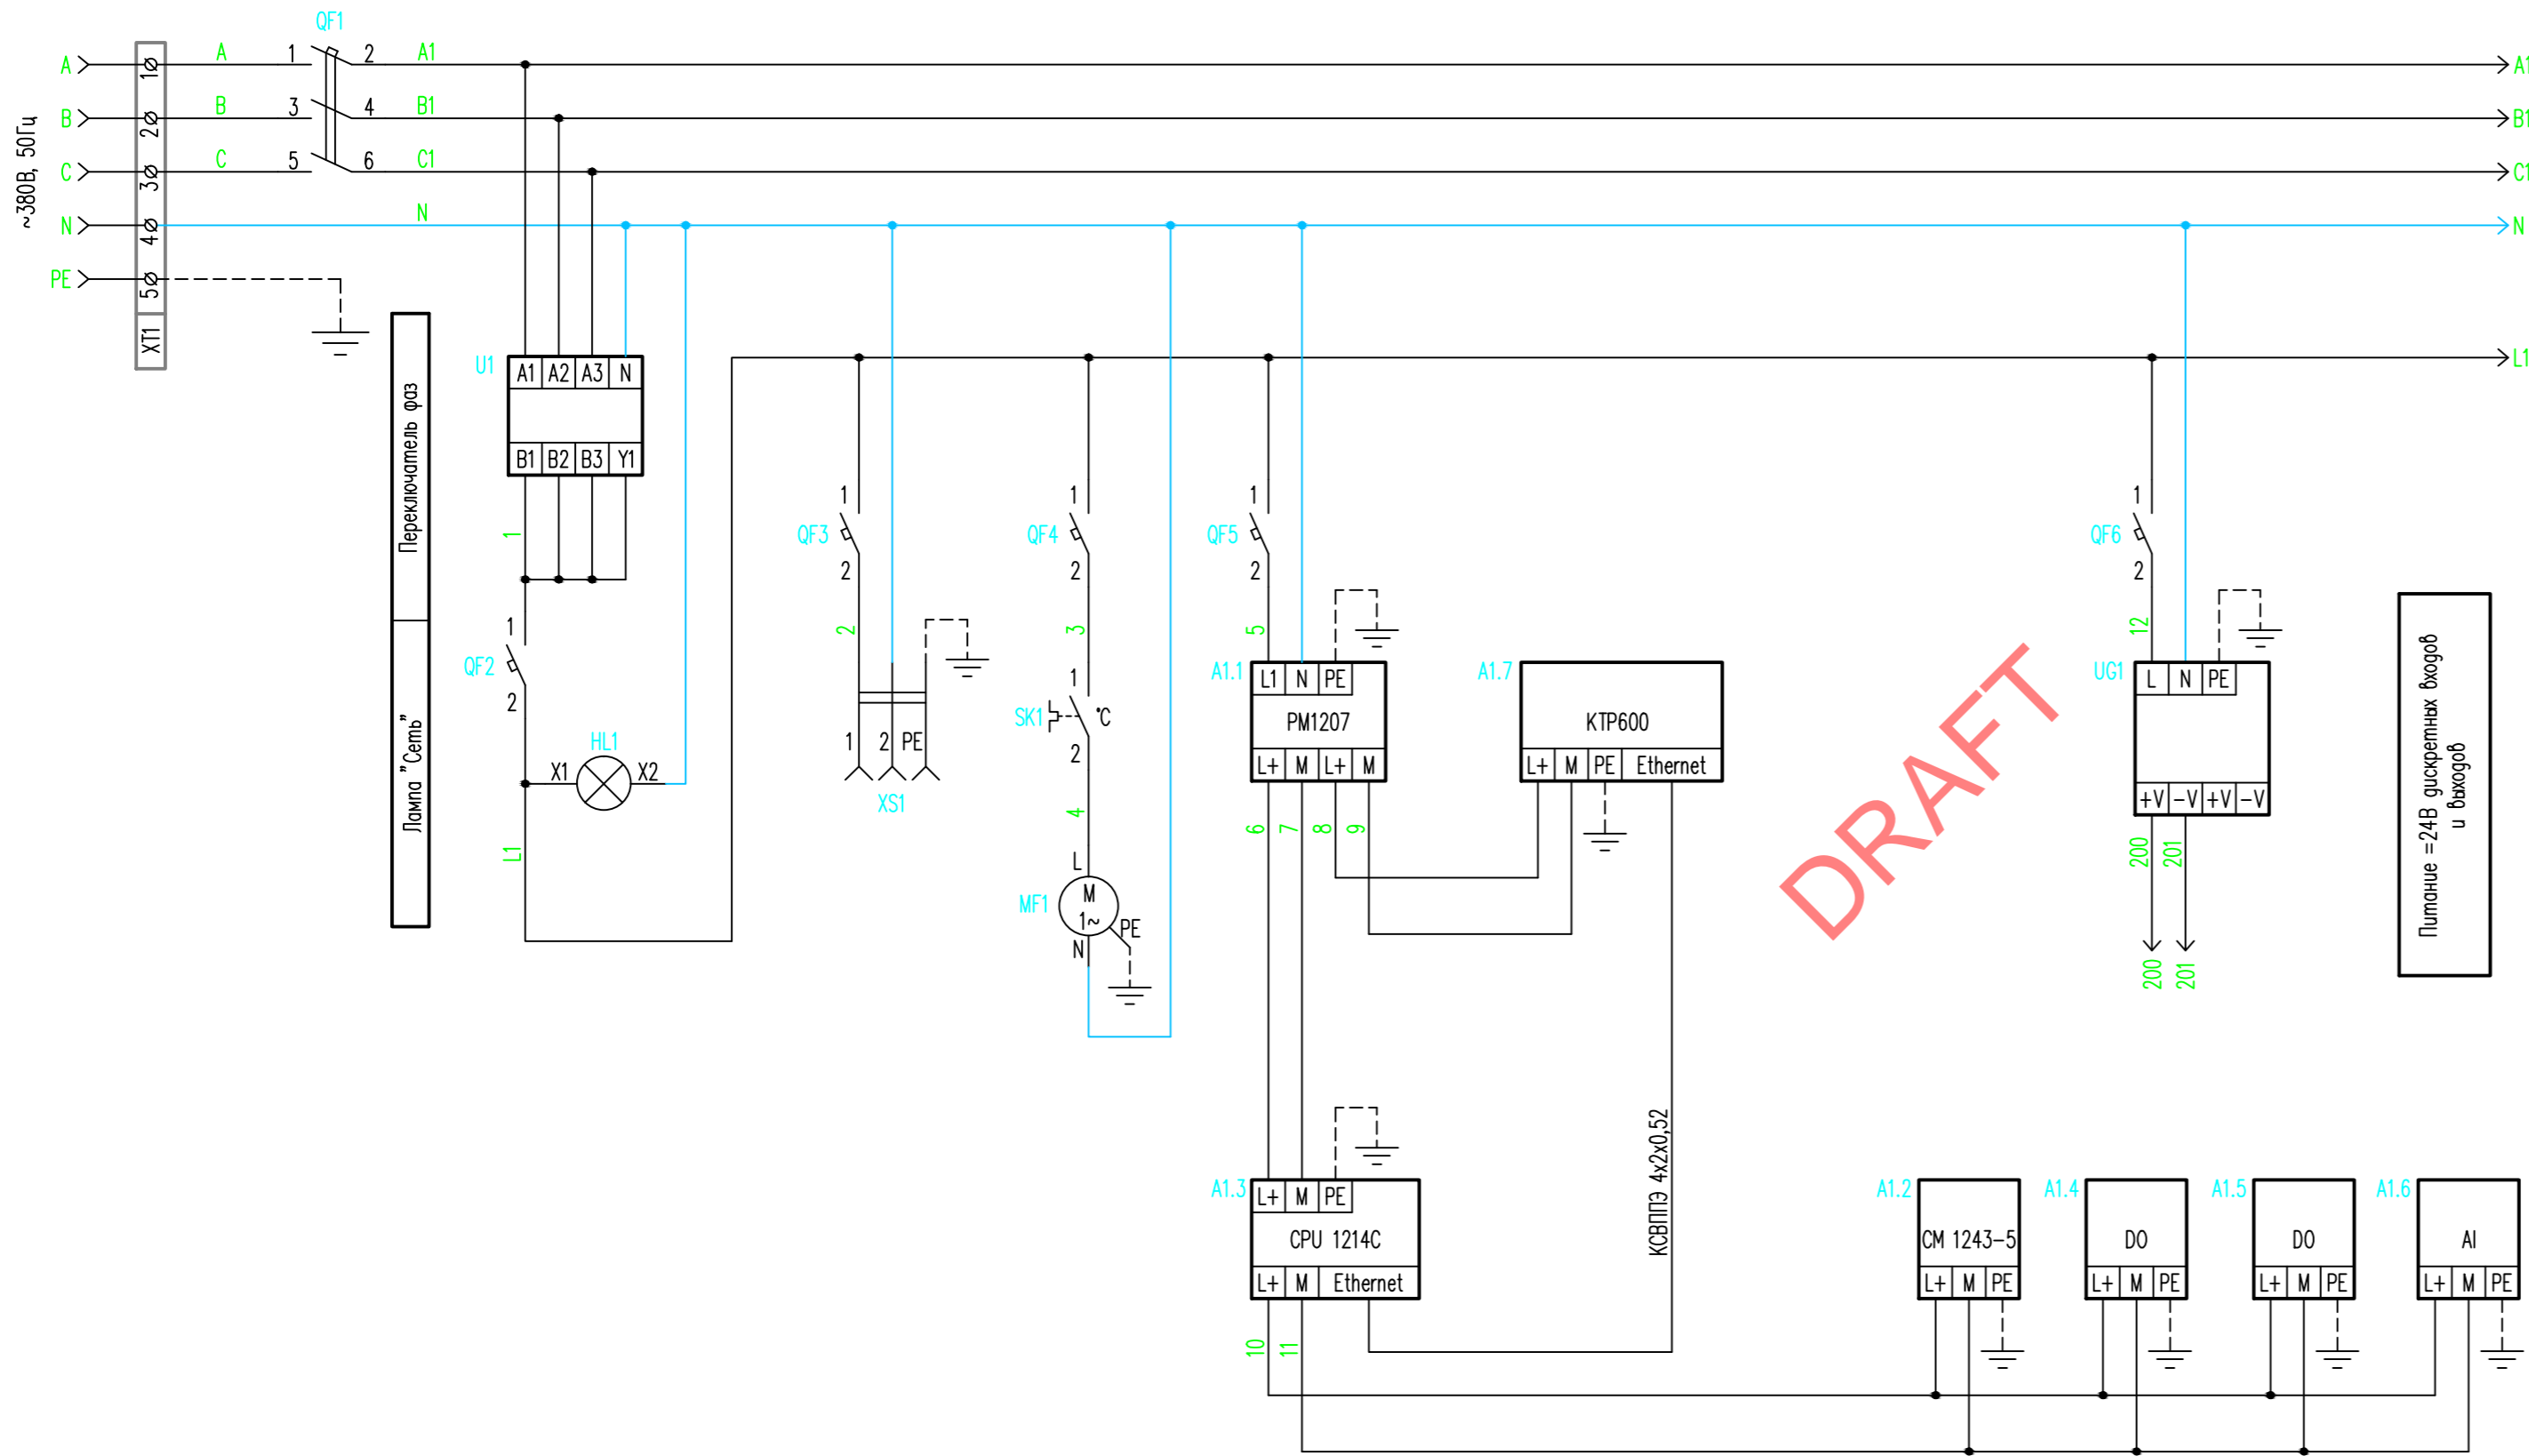 QF1
A
1
A
1
2
A1
A1
B
2
B
3
4
B1
B1
C
3
C
5
6
C1
C1
N
4
N
N
PE
5
XT1
~380В, 50Гц
L1
Переключатель фаз
Лампа "Сеть"
U1
A1 A2 A3 N
B1 B2 B3 Y1
1
QF2
1
2
HL1
X1
X2
L1
QF3
1
2
2
1
2
PE
XS1
QF4
1
2
3
SK1
1
°C
2
4
L
MF1
M
1~
PE
N
QF5
1
2
5
A1.1
L1 N PE
PM1207
L+ M L+ M
6
7
8
9
A1.7
KTP600
L+ M PE Ethernet
КСВППЭ 4х2х0,52
A1.3
L+ M PE
CPU 1214C
L+ M Ethernet
10
11
DRAFT
QF6
1
2
12
UG1
L N PE
+V -V +V -V
200
201
200
201
Питание =24В дискретных входов
и выходов
A1.2
CM 1243-5
L+ M PE
A1.4
DO
L+ M PE
A1.5
DO
L+ M PE
A1.6
AI
L+ M PE